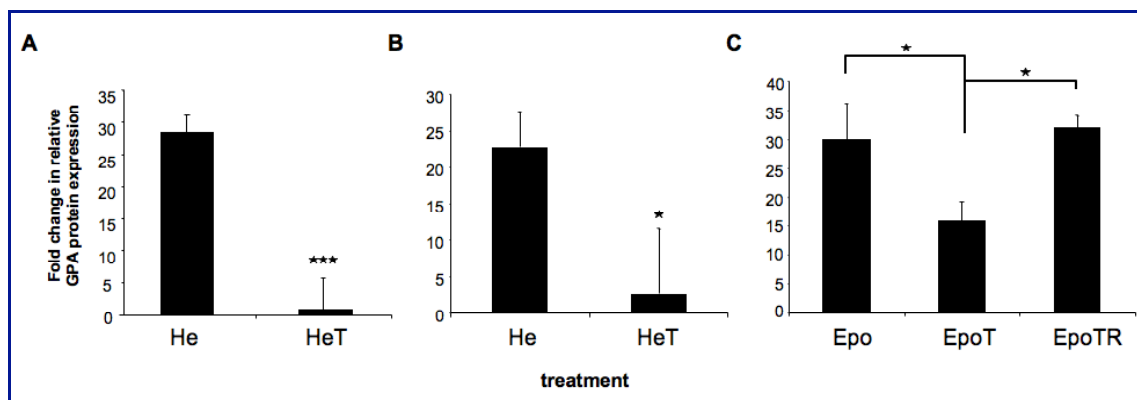 A
B
C
Fold change in relative
GPA protein expression
35
30
25
20
15
10
5
0
***
He
HeT
30
25
20
15
10
5
0
*
He
HeT
*
*
40
35
30
25
20
15
10
5
0
Epo
EpoT
EpoTR
treatment